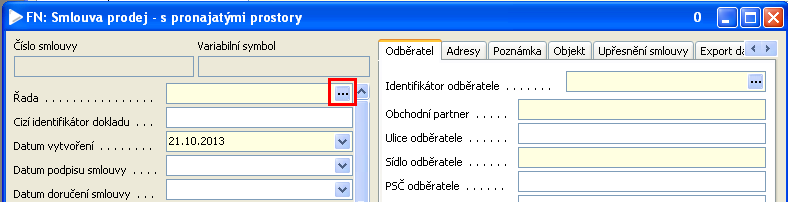 FN: Smlouva prodej - s pronajatými prostory 0
Číslo smlouvy
Variabilní symbol
Řada . . . . . . . . . . . . . . . . .
Cizí identifikátor dokladu . . .
Datum vytvoření . . . . . . . . 21.10.2013
Datum podpisu smlouvy . . . .
Datum doručení smlouvy . . . .
Odběratel Adresy Poznámka Objekt Upřesnění smlouvy Export da
Identifikátor odběratele . . . . . . .
Obchodní partner . . . . .
Ulice odběratele . . . . . .
Sídlo odběratele . . . . . .
PSČ odběratele . . . . . .